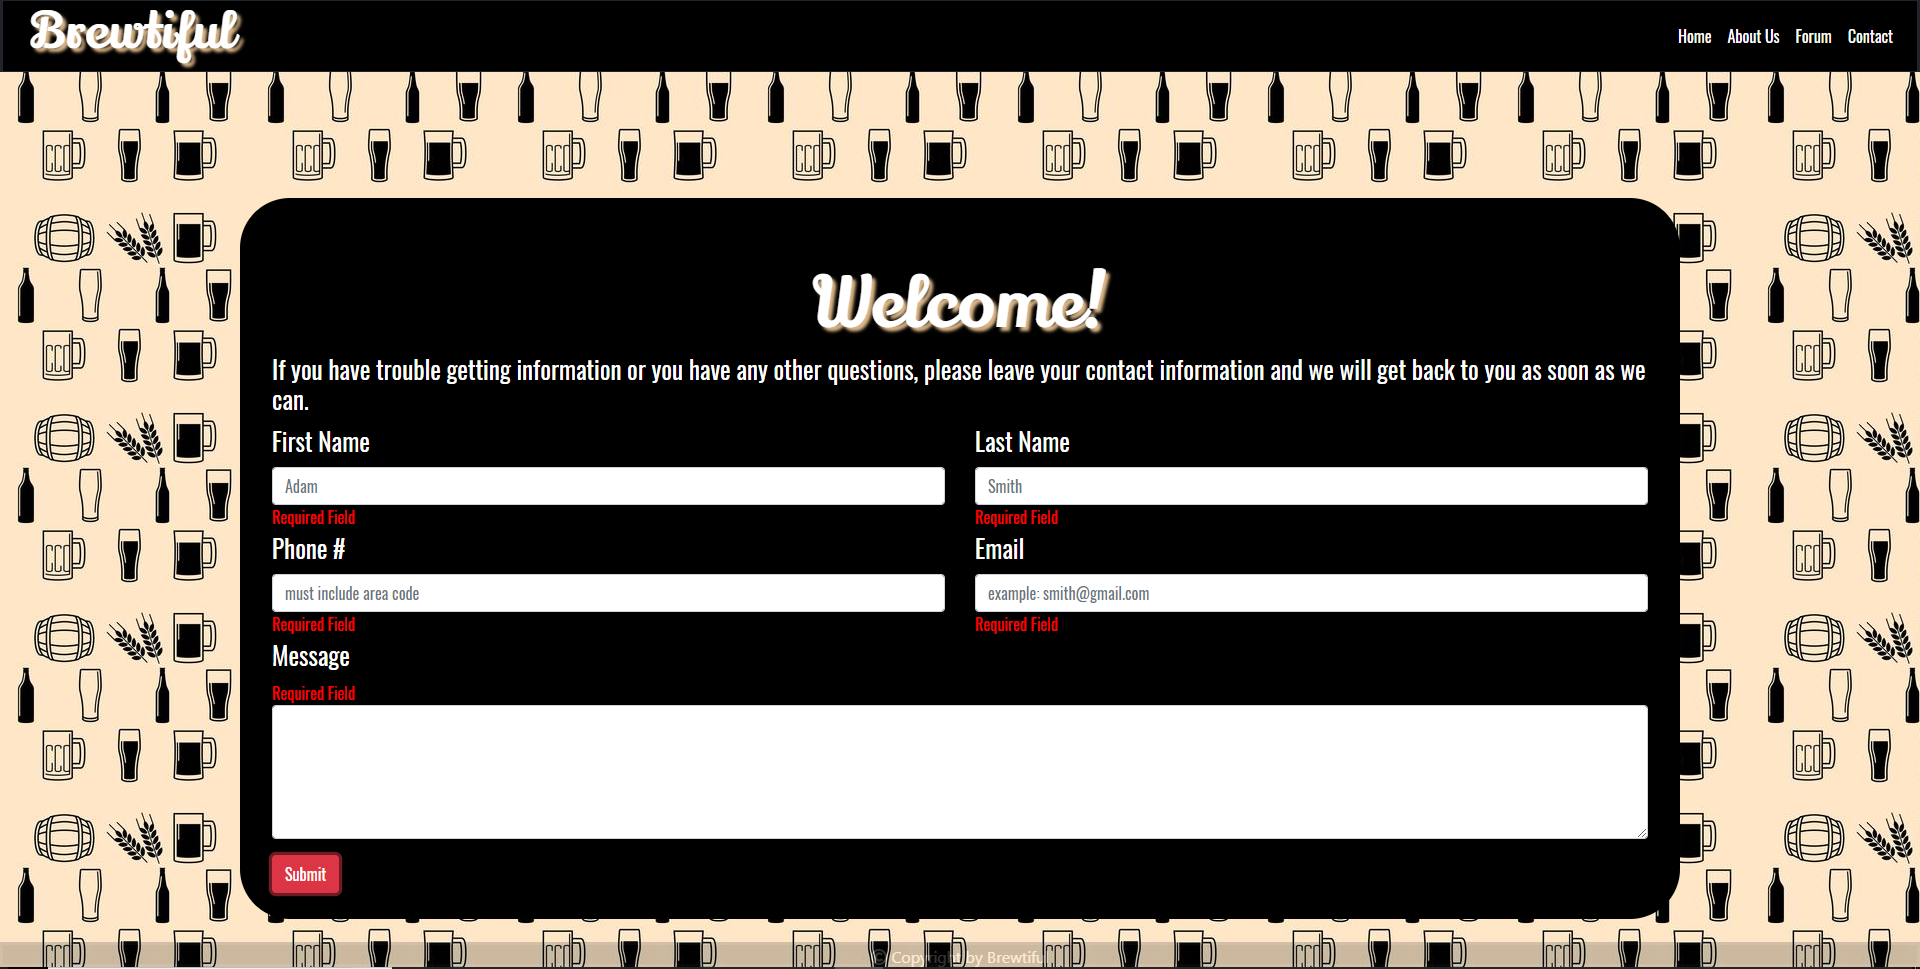 Brewtiful
Home About Us Forum Contact
Welcome!
If you have trouble getting information or you have any other questions, please leave your contact information and we will get back to you as soon as we
can.
First Name Last Name
Adam Smith
Required Field Required Field
Phone # Email
must include area code example: smith@gmail.com
Required Field Required Field
Message
Required Field
Submit
© Copyright by Brewtiful